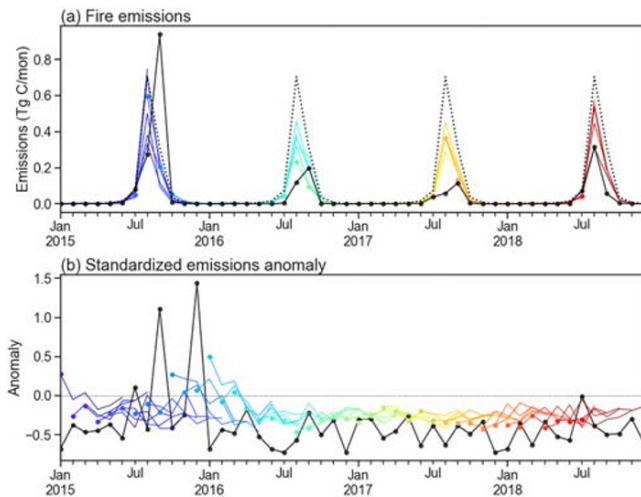 (a) Fire emissions
Emissions (Tg C/mon)
0.8
0.6
0.4
0.2
0.0
Jan Jul Jan Jul Jan Jul Jan Jul
2015 2016 2017 2018
(b) Standardized emissions anomaly
Anomaly
1.5
1.0
0.5
0.0
−0.5
Jan Jul Jan Jul Jan Jul Jan Jul
2015 2016 2017 2018